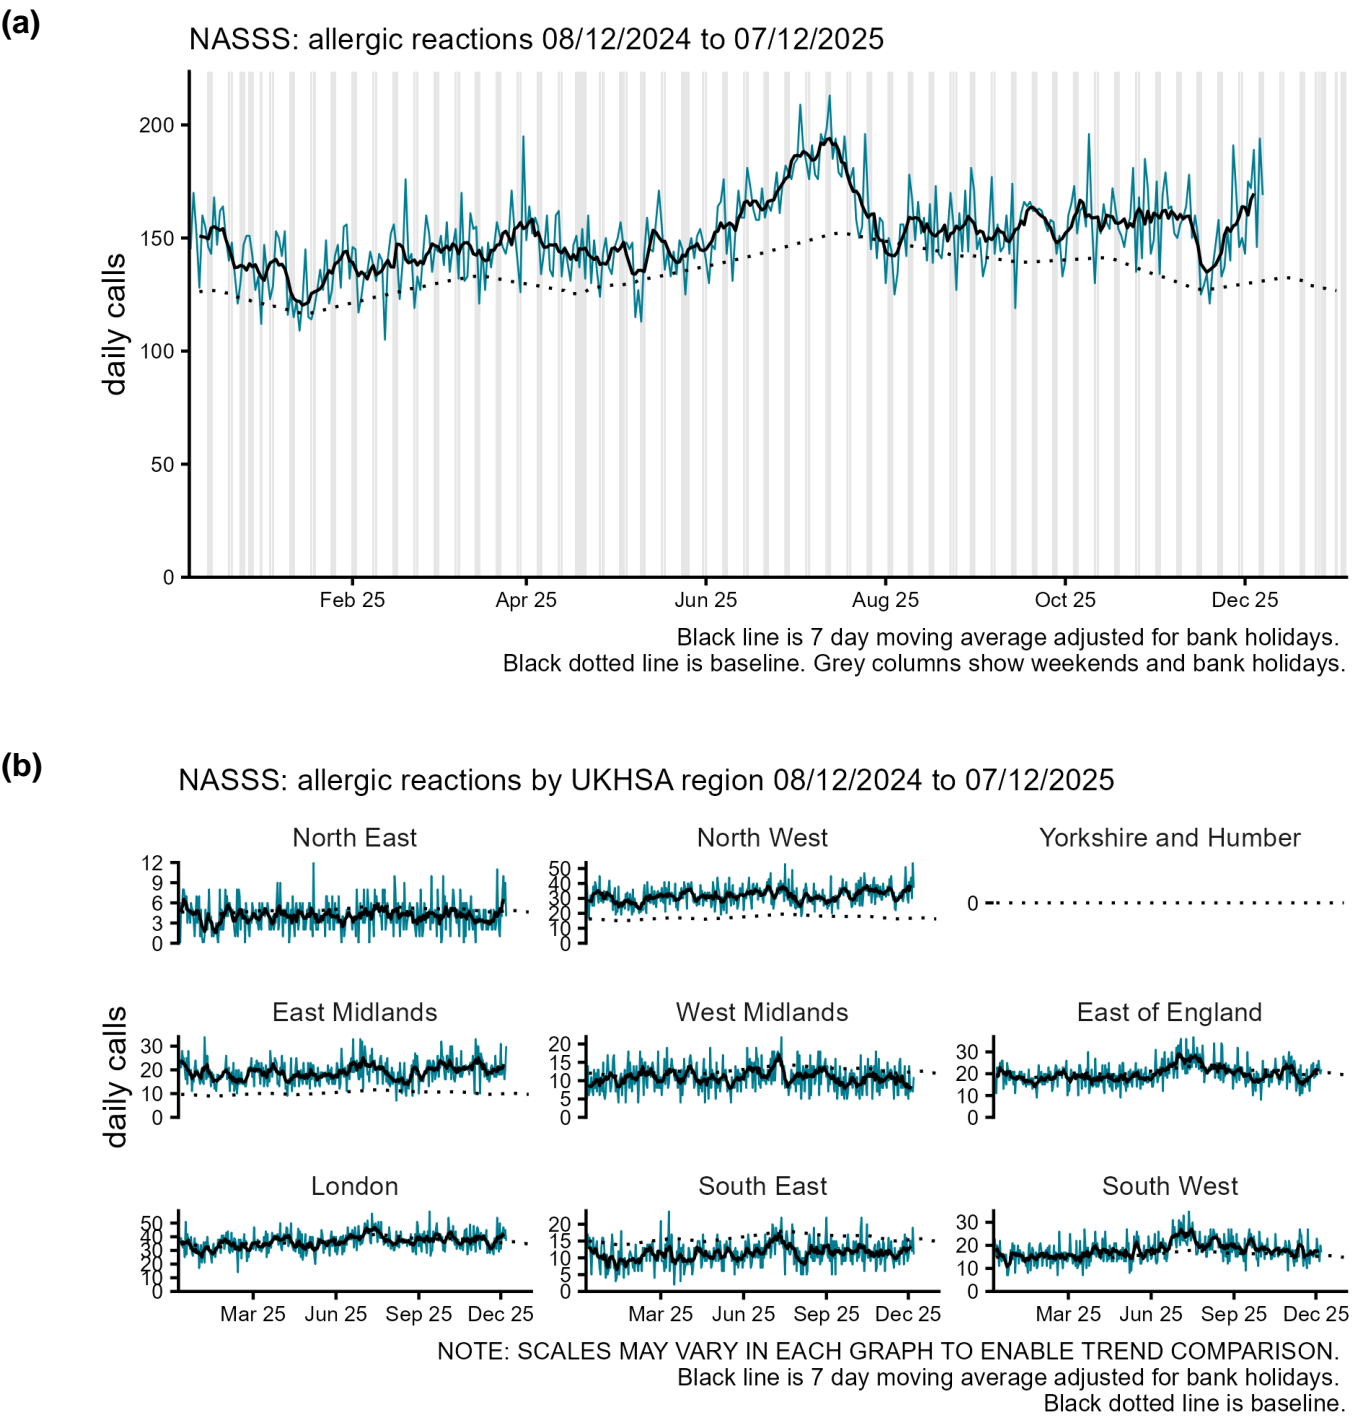 (a)
NASSS: allergic reactions 08/12/2024 to 07/12/2025
daily calls
200
150
100
50
0
Feb 25 Apr 25 Jun 25 Aug 25 Oct 25 Dec 25
Black line is 7 day moving average adjusted for bank holidays.
Black dotted line is baseline. Grey columns show weekends and bank holidays.
(b)
NASSS: allergic reactions by UKHSA region 08/12/2024 to 07/12/2025
daily calls
North East
12
9
6
3
0
North West
50
40
30
20
10
0
Yorkshire and Humber
0
East Midlands
30
20
10
0
West Midlands
20
15
10
5
0
East of England
30
20
10
0
London
50
40
30
20
10
0
South East
20
15
10
5
0
South West
30
20
10
0
Mar 25 Jun 25 Sep 25 Dec 25
Mar 25 Jun 25 Sep 25 Dec 25
Mar 25 Jun 25 Sep 25 Dec 25
NOTE: SCALES MAY VARY IN EACH GRAPH TO ENABLE TREND COMPARISON.
Black line is 7 day moving average adjusted for bank holidays.
Black dotted line is baseline.